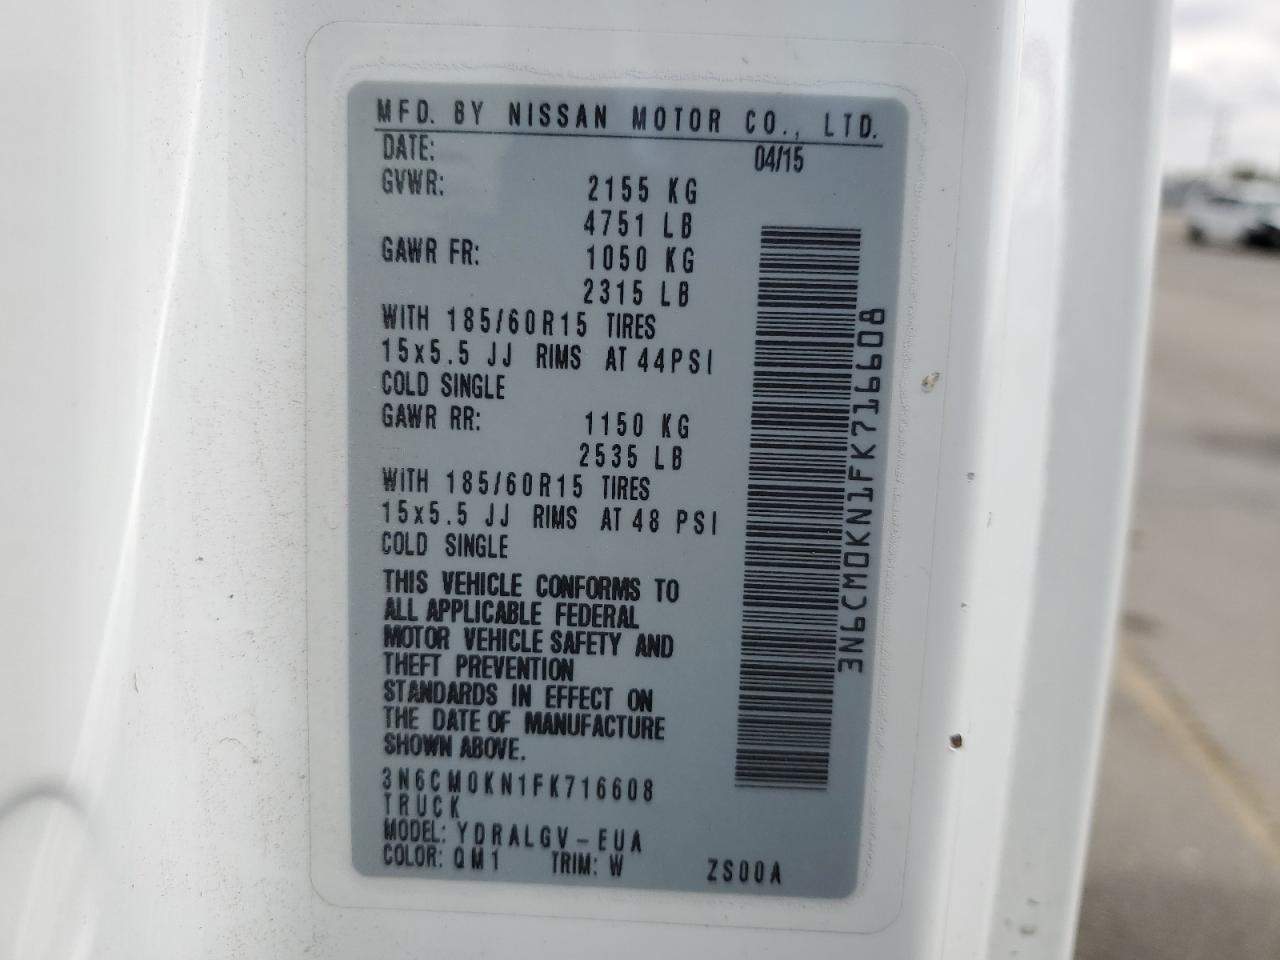 MFD. BY NISSAN MOTOR CO., LTD.
DATE: 04/15
GVWR: 2155 KG
4751 LB
GAWR FR: 1050 KG
2315 LB
WITH 185/60R15 TIRES
15x5.5 JJ RIMS AT 44PSI
COLD SINGLE
GAWR RR: 1150 KG
2535 LB
WITH 185/60R15 TIRES
15x5.5 JJ RIMS AT 48 PSI
COLD SINGLE
THIS VEHICLE CONFORMS TO
ALL APPLICABLE FEDERAL
MOTOR VEHICLE SAFETY AND
THEFT PREVENTION
STANDARDS IN EFFECT ON
THE DATE OF MANUFACTURE
SHOWN ABOVE.
3N6CM0KN1FK716608
TRUCK
MODEL: YDRALGV-EUA
COLOR: QM1 TRIM: W ZS00A
3N6CM0KN1FK716608